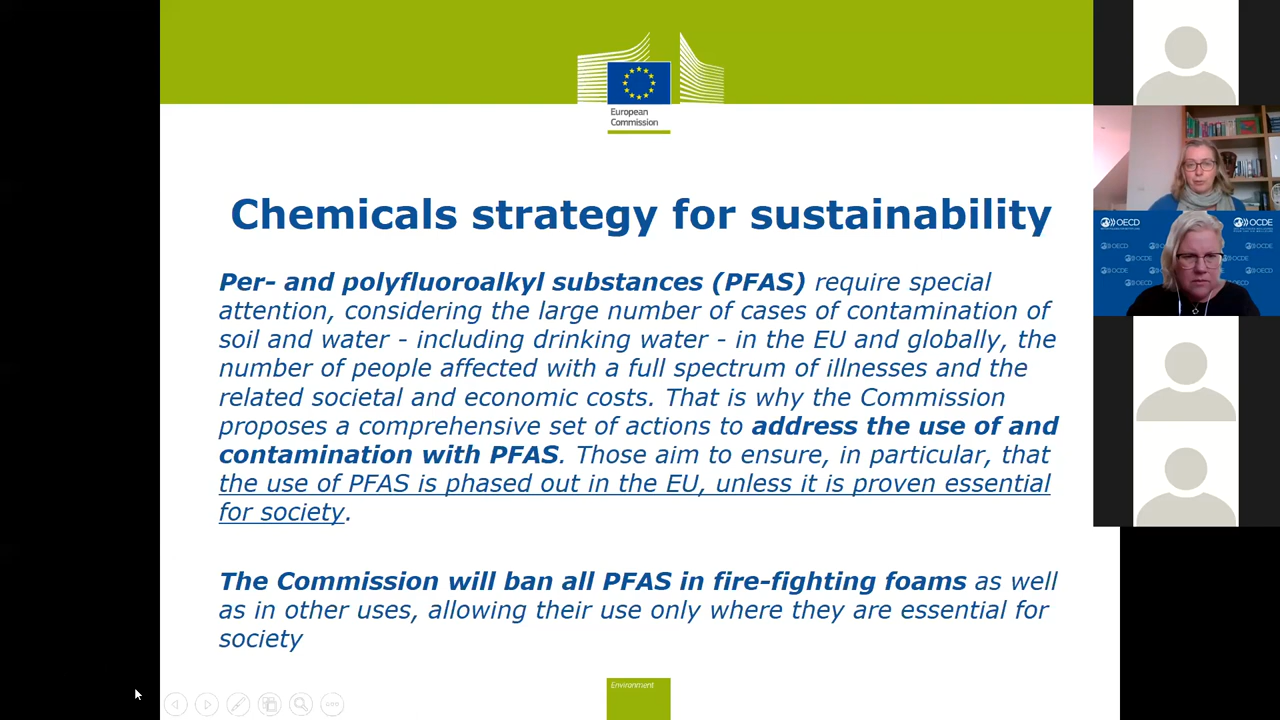 European
Commission
Chemicals strategy for sustainability
Per- and polyfluoroalkyl substances (PFAS) require special
attention, considering the large number of cases of contamination of
soil and water - including drinking water - in the EU and globally, the
number of people affected with a full spectrum of illnesses and the
related societal and economic costs. That is why the Commission
proposes a comprehensive set of actions to address the use of and
contamination with PFAS. Those aim to ensure, in particular, that
the use of PFAS is phased out in the EU, unless it is proven essential
for society.
The Commission will ban all PFAS in fire-fighting foams as well
as in other uses, allowing their use only where they are essential for
society
Environment
OECD
OCDE
OECD
OCDE
OECD
OCDE
OECD